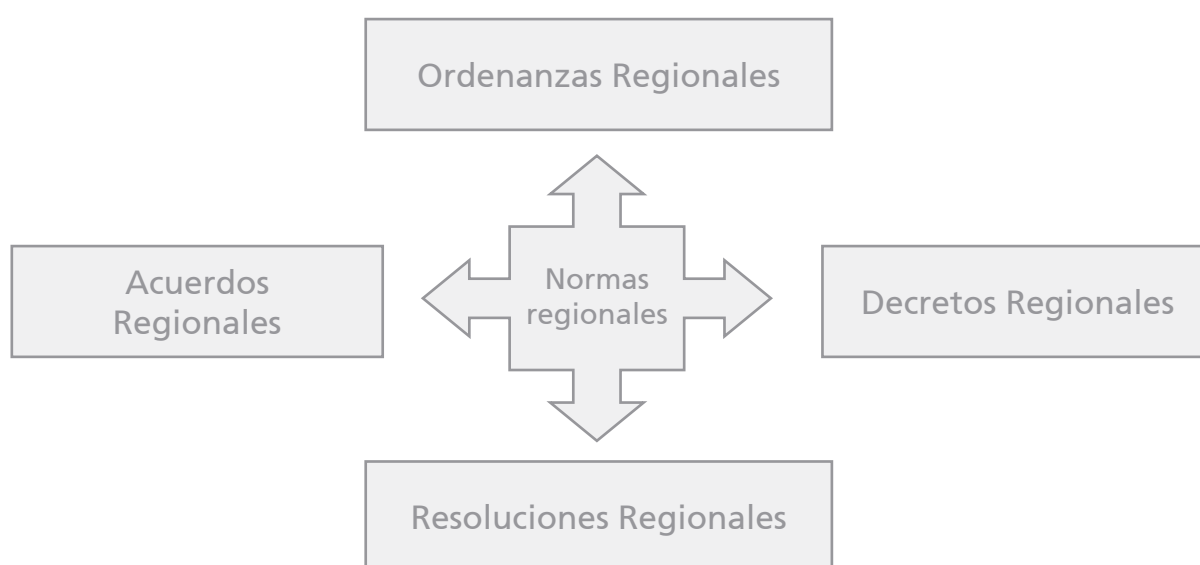 Ordenanzas Regionales
Acuerdos
Regionales
Normas
regionales
Decretos Regionales
Resoluciones Regionales